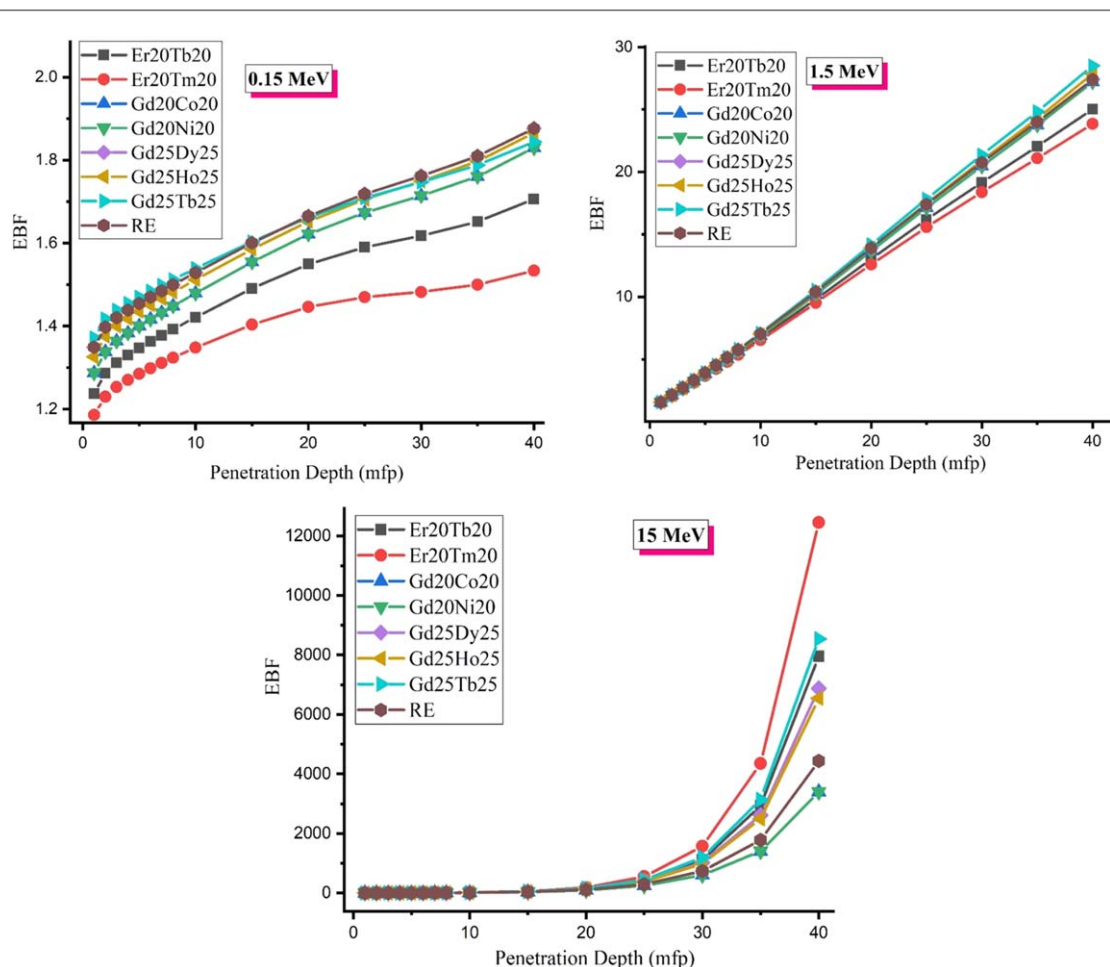 Er20Tb20
Er20Tm20
Gd20Co20
Gd20Ni20
Gd25Dy25
Gd25Ho25
Gd25Tb25
RE
0.15 MeV
2.0
1.8
1.6
1.4
1.2
EBF
0 10 20 30 40
Penetration Depth (mfp)
Er20Tb20
Er20Tm20
Gd20Co20
Gd20Ni20
Gd25Dy25
Gd25Ho25
Gd25Tb25
RE
1.5 MeV
30
20
10
EBF
0 10 20 30 40
Penetration Depth (mfp)
Er20Tb20
Er20Tm20
Gd20Co20
Gd20Ni20
Gd25Dy25
Gd25Ho25
Gd25Tb25
RE
15 MeV
12000
10000
8000
6000
4000
2000
0
EBF
0 10 20 30 40
Penetration Depth (mfp)